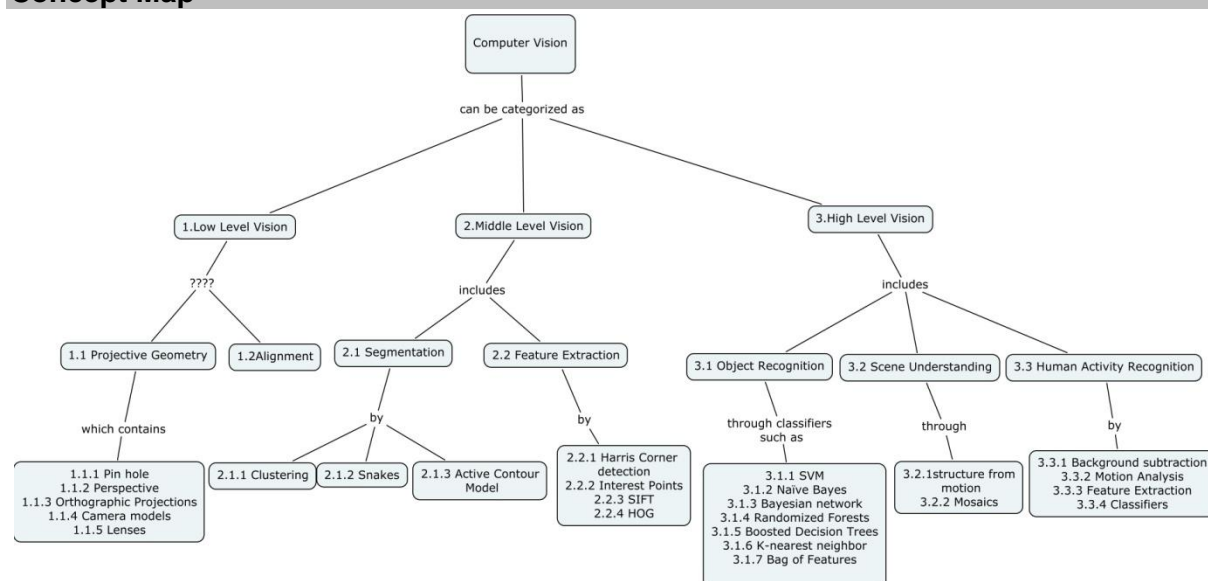 Concept Map
Computer Vision
can be categorized as
1.Low Level Vision
2.Middle Level Vision
3.High Level Vision
????
includes
includes
1.1 Projective Geometry
1.2Alignment
2.1 Segmentation
2.2 Feature Extraction
3.1 Object Recognition
3.2 Scene Understanding
3.3 Human Activity Recognition
which contains
by
by
through classifiers
such as
through
by
1.1.1 Pin hole
1.1.2 Perspective
1.1.3 Orthographic Projections
1.1.4 Camera models
1.1.5 Lenses
2.1.1 Clustering
2.1.2 Snakes
2.1.3 Active Contour
Model
2.2.1 Harris Corner
detection
2.2.2 Interest Points
2.2.3 SIFT
2.2.4 HOG
3.1.1 SVM
3.1.2 Naïve Bayes
3.1.3 Bayesian network
3.1.4 Randomized Forests
3.1.5 Boosted Decision Trees
3.1.6 K-nearest neighbor
3.1.7 Bag of Features
3.2.1structure from
motion
3.2.2 Mosaics
3.3.1 Background subtraction
3.3.2 Motion Analysis
3.3.3 Feature Extraction
3.3.4 Classifiers